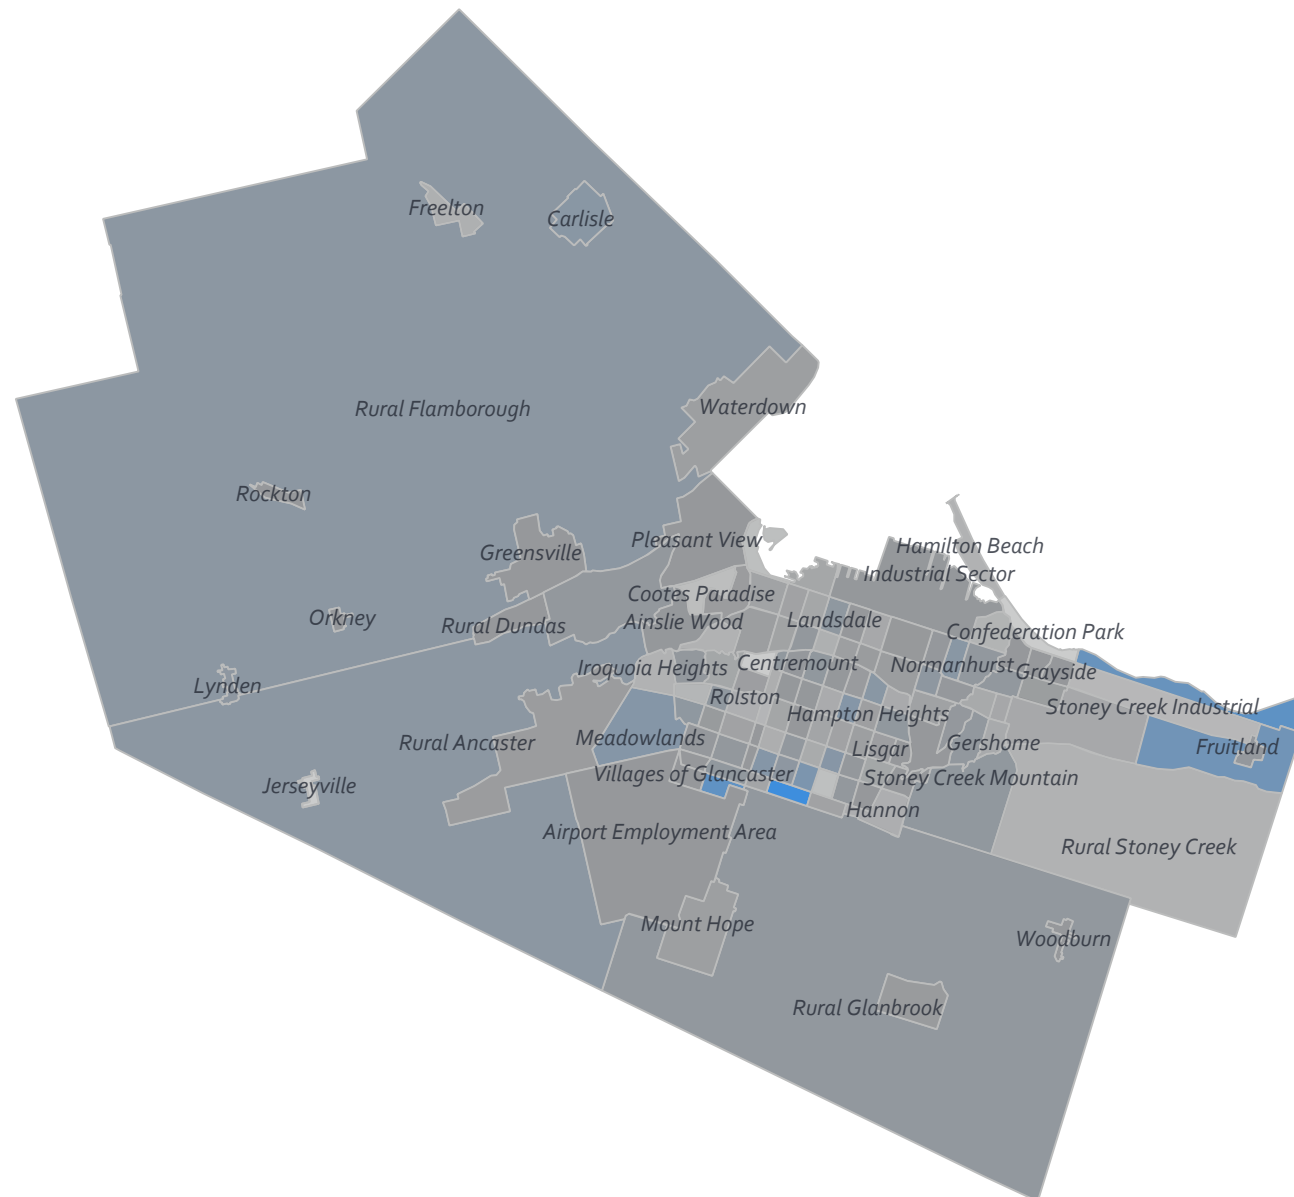 Freelton
Carlisle
Rural Flamborough
Waterdown
Rockton
Pleasant View
Greensville
Hamilton Beach
Industrial Sector
Cootes Paradise
Orkney
Rural Dundas
Ainslie Wood
Landsdale
Confederation Park
Iroquoia Heights
Centremount
Normanhurst
Grayside
Lynden
Rolston
Hampton Heights
Stoney Creek Industrial
Rural Ancaster
Meadowlands
Lisgar
Gershome
Fruitland
Jerseyville
Villages of Glancaster
Stoney Creek Mountain
Hannon
Airport Employment Area
Rural Stoney Creek
Mount Hope
Woodburn
Rural Glanbrook